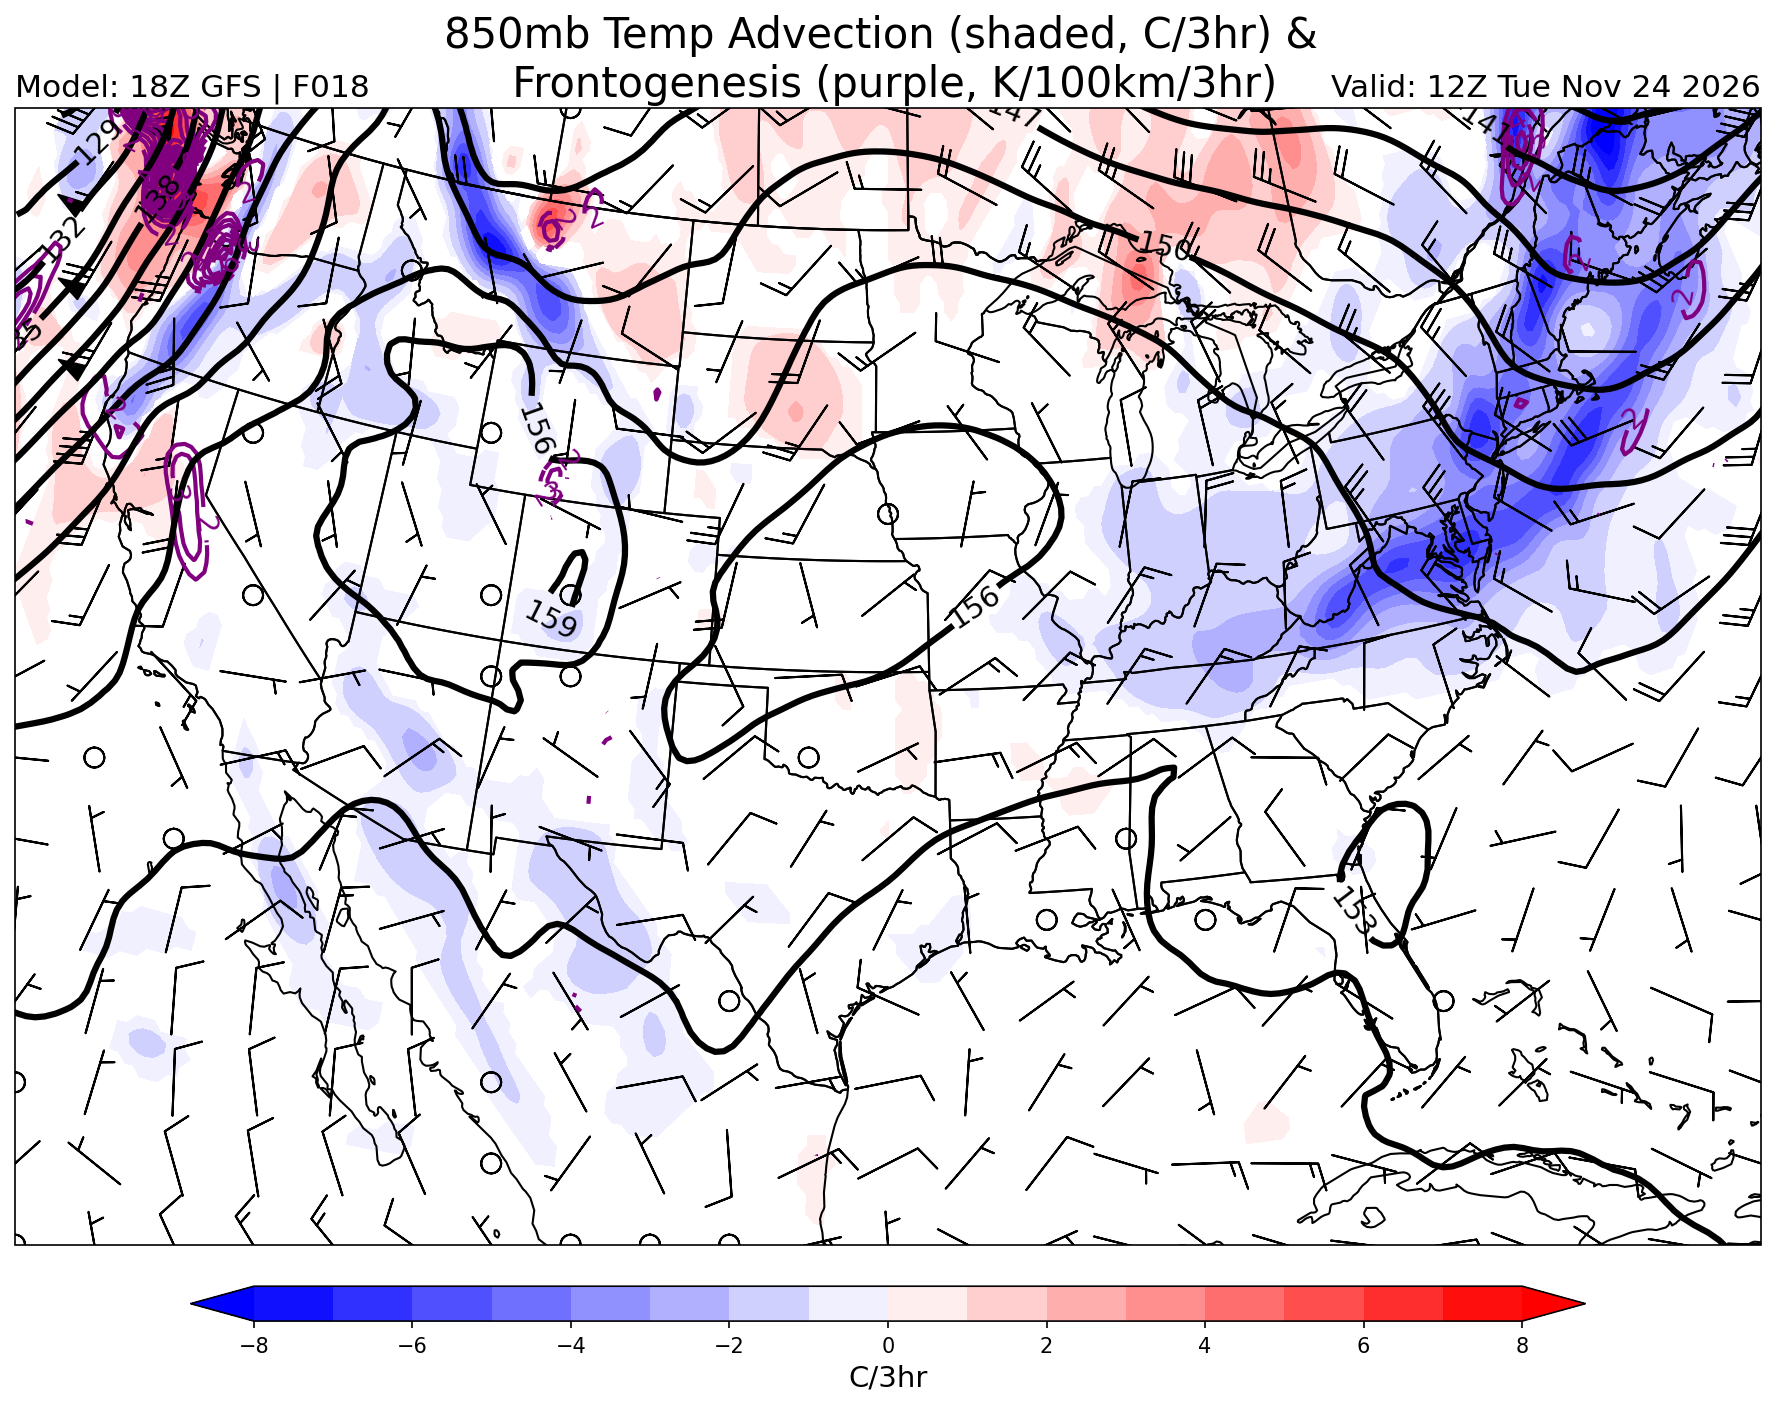 850mb Temp Advection (shaded, C/3hr) &
Frontogenesis (purple, K/100km/3hr)
Model: 18Z GFS | F018
Valid: 12Z Tue Nov 24 2026
129
132
138
147
141
150
156
159
156
153
−8 −6 −4 −2 0 2 4 6 8
C/3hr